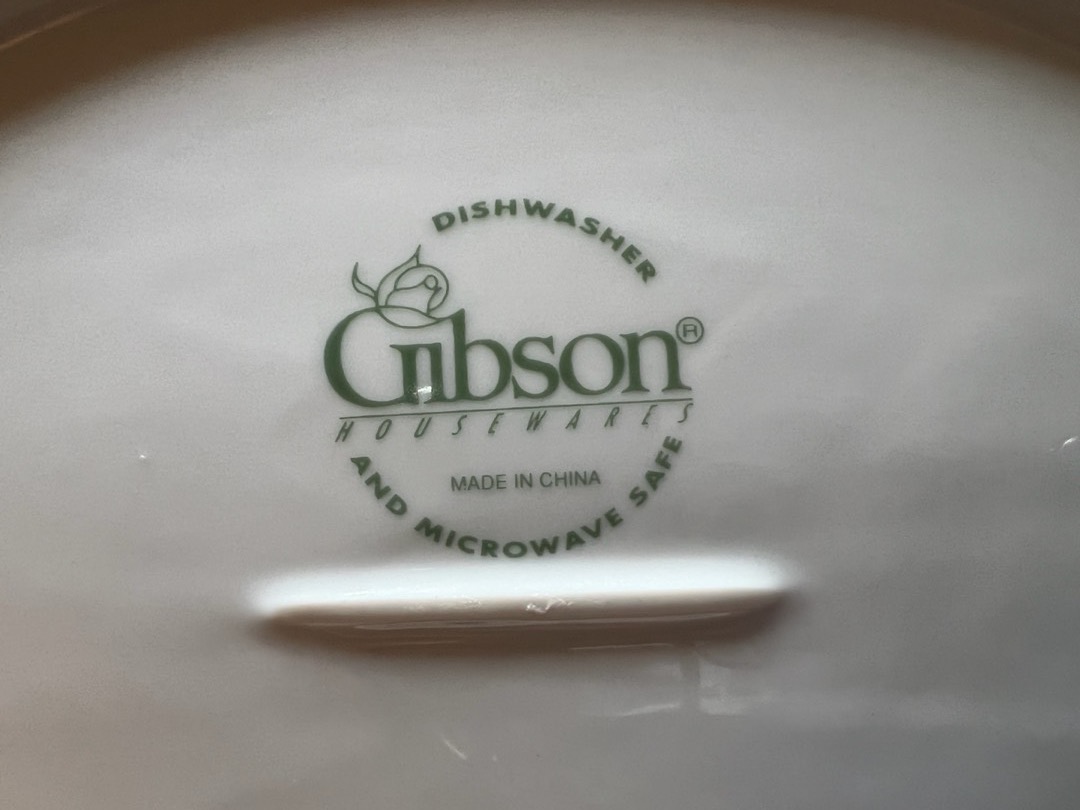 DISHWASHER
Gibson®
HOUSEWARES
MADE IN CHINA
AND MICROWAVE SAFE